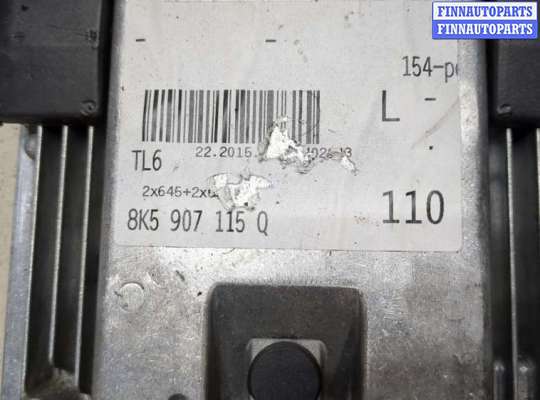 FINNAUTOPARTS
FINNAUTOPARTS
154-p
L -
TL6
22.2015.
2x645+2x
8K5 907 115 Q
110